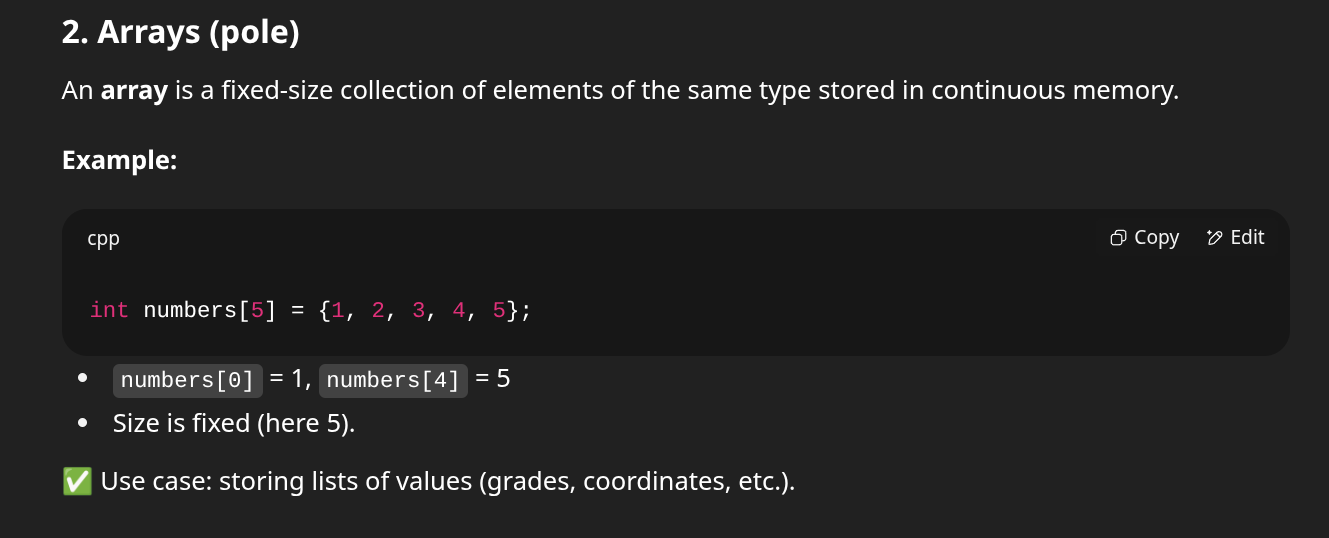 2. Arrays (pole)
An array is a fixed-size collection of elements of the same type stored in continuous memory.
Example:
cpp
Copy
Edit
int numbers[5] = {1, 2, 3, 4, 5};
numbers[0] = 1, numbers[4] = 5
Size is fixed (here 5).
✅ Use case: storing lists of values (grades, coordinates, etc.).